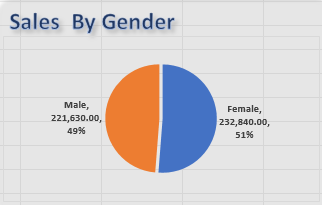 Sales By Gender
Male,
221,630.00,
49%
Female,
232,840.00,
51%